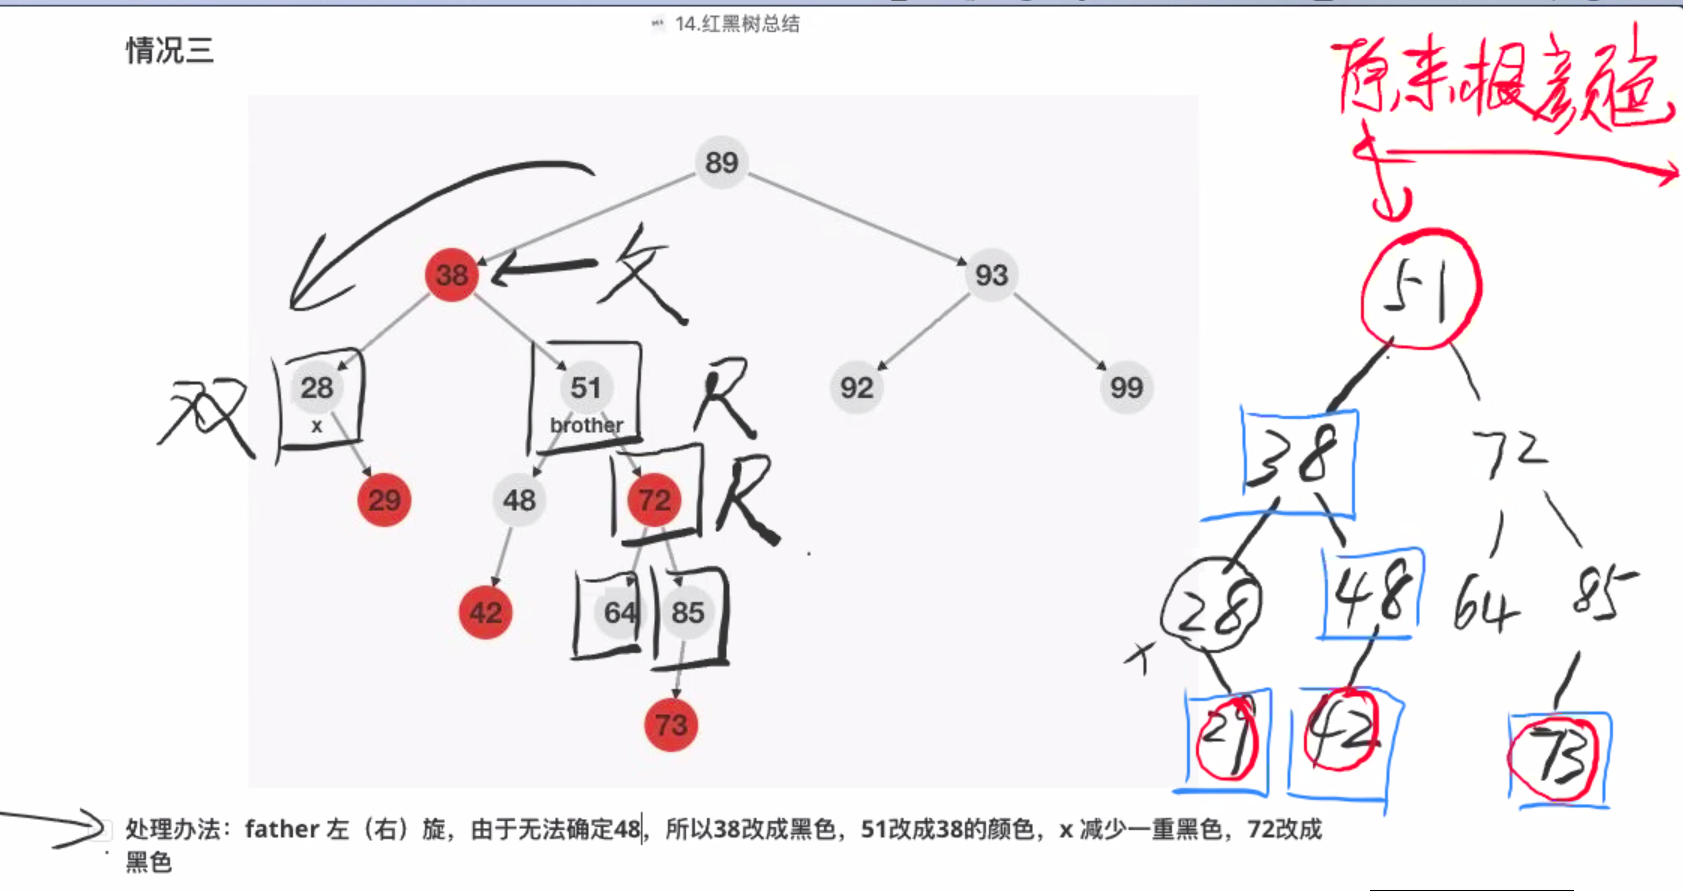 14.红黑树总结
情况三
原来根颜色
89
父
38
93
51
双
28
51
R
92
99
x
brother
38
72
29
48
72
R
28
48
64
85
x
42
64
85
29
42
73
73
处理办法：father 左（右）旋，由于无法确定48，所以38改成黑色，51改成38的颜色，x 减少一重黑色，72改成
黑色